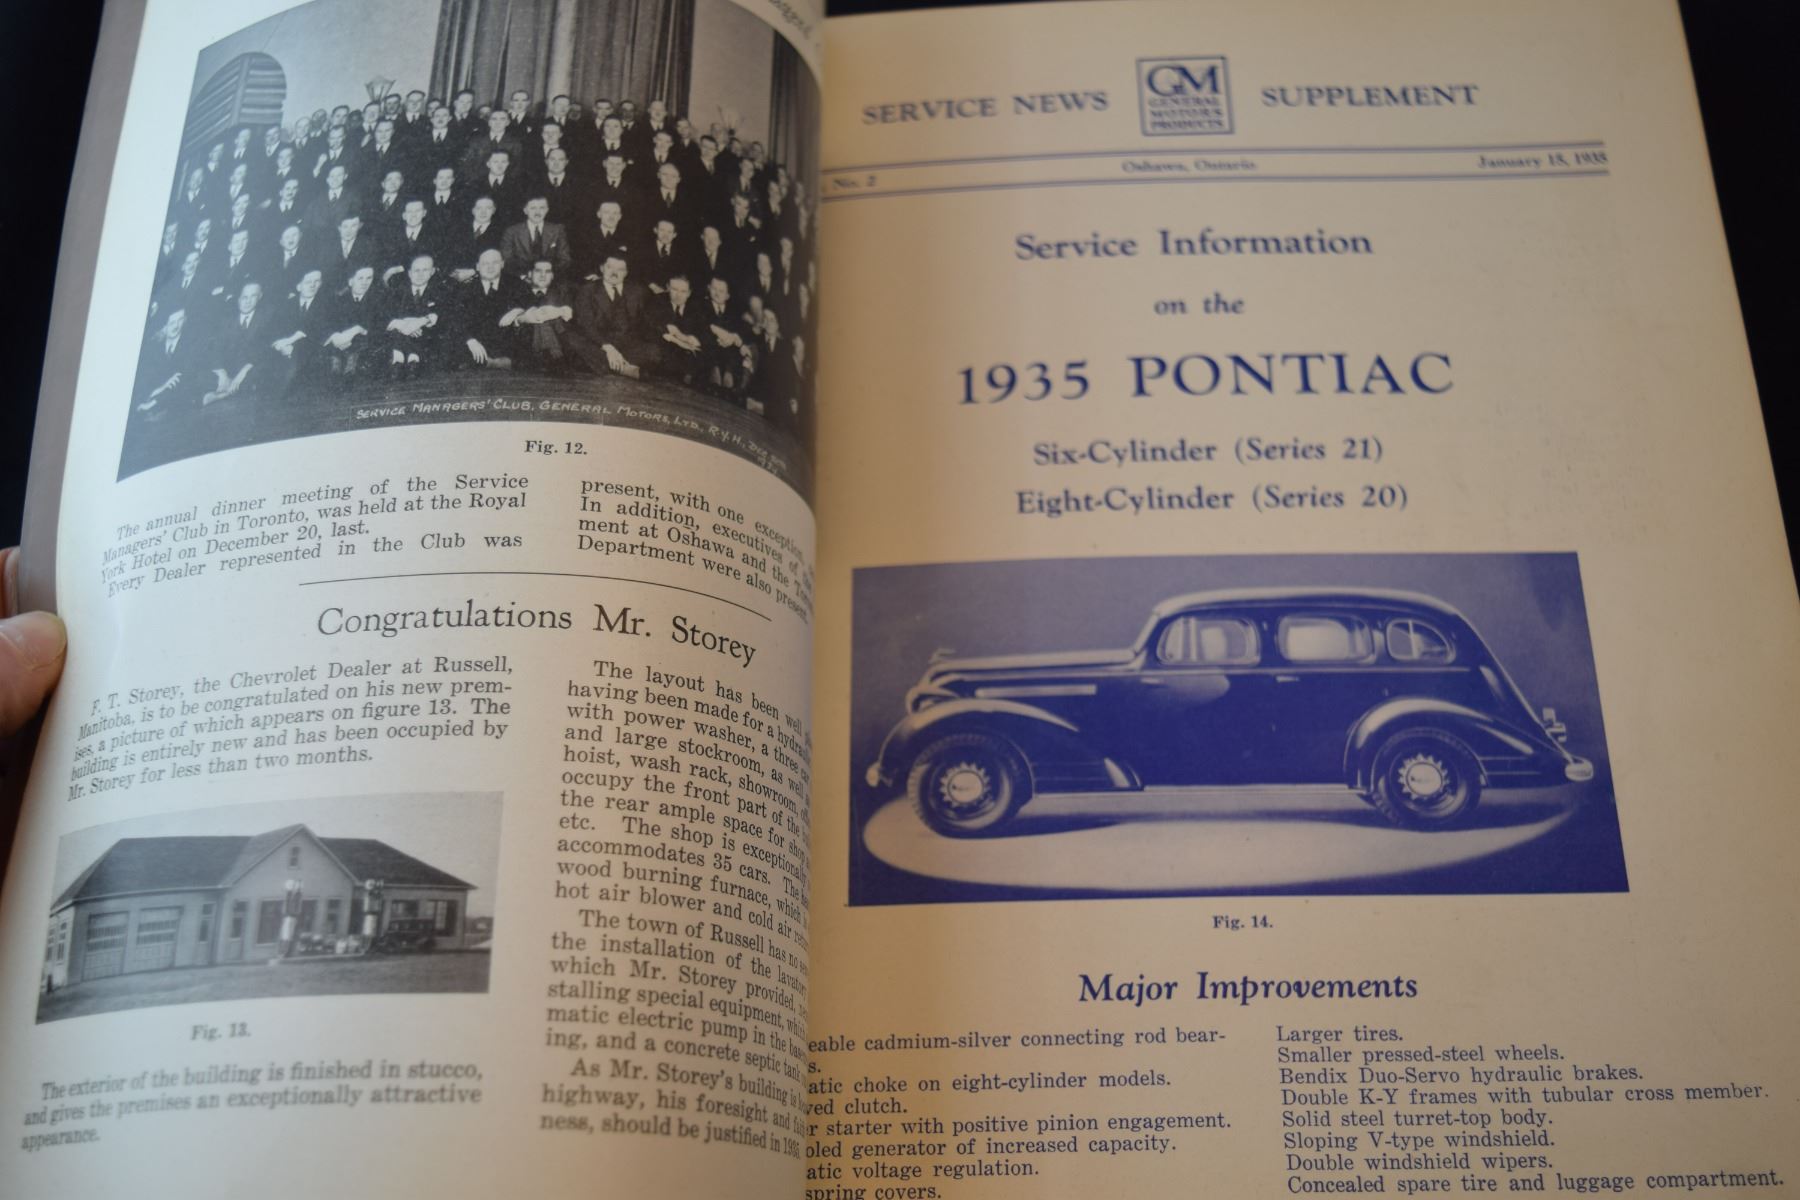 SERVICE MANAGERS' CLUB, GENERAL MOTORS, LTD., R.Y.H., DEC.
Fig. 12.
The annual dinner meeting of the Service
Managers' Club in Toronto, was held at the Royal
York Hotel on December 20, last.
Every Dealer represented in the Club was
present, with one exception.
In addition, executives of the
ment at Oshawa and the
Department were also present.
Congratulations Mr. Storey
F. T. Storey, the Chevrolet Dealer at Russell,
Manitoba, is to be congratulated on his new prem-
ises, a picture of which appears on figure 13. The
building is entirely new and has been occupied by
Mr. Storey for less than two months.
Fig. 13.
The exterior of the building is finished in stucco,
and gives the premises an exceptionally attractive
appearance.
The layout has been well
having been made for a
with power washer, a three
and large stockroom, as well
hoist, wash rack, showroom,
occupy the front part of the
the rear ample space for shop
etc. The shop is exceptionally
accommodates 35 cars. The
wood burning furnace, which
hot air blower and cold air
The town of Russell has no
the installation of the
which Mr. Storey provided,
stalling special equipment,
matic electric pump in the
ing, and a concrete septic tank
As Mr. Storey's building is
highway, his foresight and
ness, should be justified in
SERVICE NEWS GM GENERAL MOTORS PRODUCTS SUPPLEMENT
No. 2 Oshawa, Ontario January 15, 1935
Service Information
on the
1935 PONTIAC
Six-Cylinder (Series 21)
Eight-Cylinder (Series 20)
Fig. 14.
Major Improvements
eable cadmium-silver connecting rod bear-
s.
atic choke on eight-cylinder models.
ved clutch.
r starter with positive pinion engagement.
oled generator of increased capacity.
atic voltage regulation.
spring covers.
Larger tires.
Smaller pressed-steel wheels.
Bendix Duo-Servo hydraulic brakes.
Double K-Y frames with tubular cross member.
Solid steel turret-top body.
Sloping V-type windshield.
Double windshield wipers.
Concealed spare tire and luggage compartment.